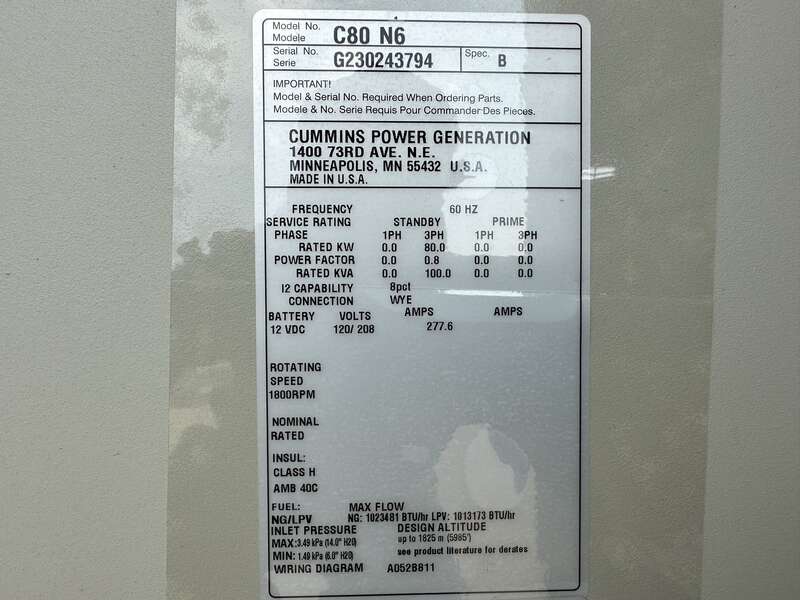 Model No. C80 N6
Modele
Serial No. G230243794 Spec. B
Serie
IMPORTANT!
Model & Serial No. Required When Ordering Parts.
Modele & No. Serie Requis Pour Commander Des Pieces.
CUMMINS POWER GENERATION
1400 73RD AVE. N.E.
MINNEAPOLIS, MN 55432 U.S.A.
MADE IN U.S.A.
FREQUENCY 60 HZ
SERVICE RATING STANDBY PRIME
PHASE 1PH 3PH 1PH 3PH
RATED KW 0.0 80.0 0.0 0.0
POWER FACTOR 0.0 0.8 0.0 0.0
RATED KVA 0.0 100.0 0.0 0.0
I2 CAPABILITY 8pct
CONNECTION WYE
BATTERY VOLTS AMPS AMPS
12 VDC 120/ 208 277.6
ROTATING
SPEED
1800RPM
NOMINAL
RATED
INSUL:
CLASS H
AMB 40C
FUEL: MAX FLOW
NG/LPV NG: 1023481 BTU/hr LPV: 1013173 BTU/hr
INLET PRESSURE DESIGN ALTITUDE
MAX: 3.49 kPa (14.0" H2O) up to 1825 m (5985')
MIN: 1.49 kPa (6.0" H2O) see product literature for derates
WIRING DIAGRAM A052B811